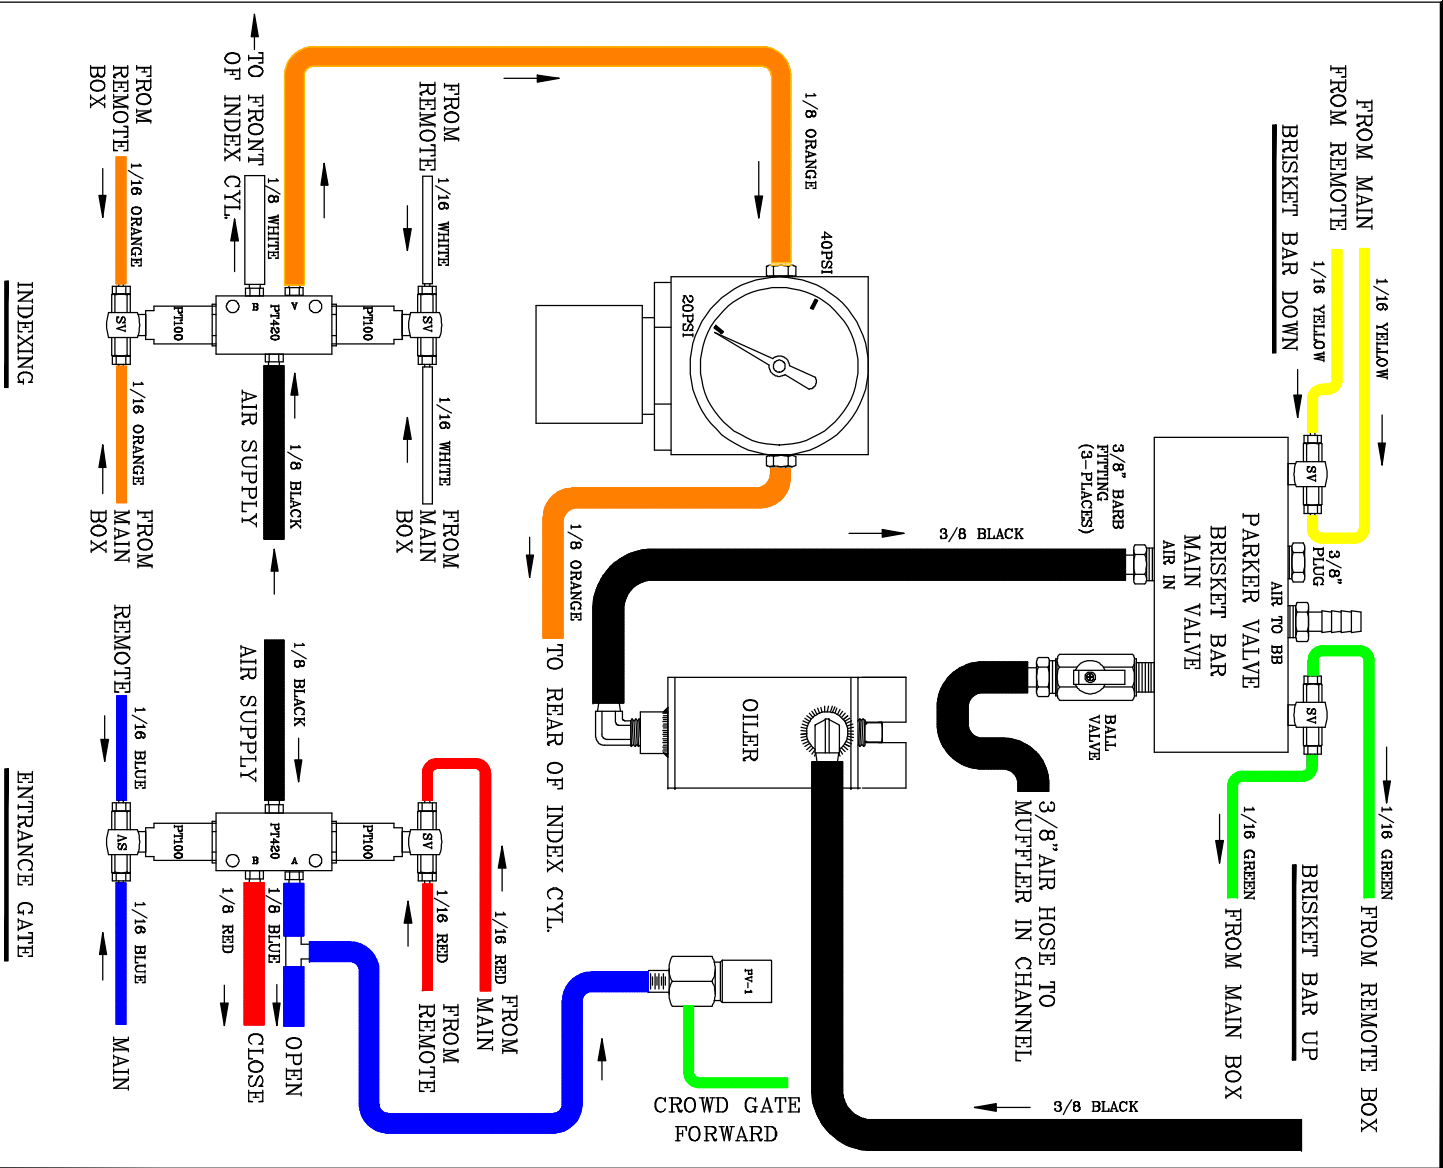 FROM MAIN
FROM REMOTE
BRISKET BAR DOWN
1/16 YELLOW
1/16 YELLOW
SV
3/8"
PLUG
PARKER VALVE
BRISKET BAR
MAIN VALVE
AIR TO BB
AIR IN
3/8" BARB
FITTING
(3-PLACES)
SV
1/16 GREEN
1/16 GREEN
FROM REMOTE BOX
FROM MAIN BOX
BRISKET BAR UP
BALL
VALVE
3/8" AIR HOSE TO
MUFFLER IN CHANNEL
3/8 BLACK
OILER
3/8 BLACK
1/8 ORANGE
40PSI
20PSI
1/8 ORANGE
TO REAR OF INDEX CYL.
FROM
REMOTE
1/16 WHITE
SV
1/16 WHITE
FROM
MAIN
BOX
TO FRONT
OF INDEX CYL.
1/8 WHITE
PT100
V
B
PT420
PT100
1/8 BLACK
AIR SUPPLY
FROM
REMOTE
BOX
1/16 ORANGE
SV
1/16 ORANGE
FROM
MAIN
BOX
INDEXING
1/8 BLACK
AIR SUPPLY
REMOTE
1/16 BLUE
SV
1/16 BLUE
MAIN
PT100
PT420
A
B
PT100
SV
1/16 RED
FROM
MAIN
1/16 RED
FROM
REMOTE
1/8 BLUE
OPEN
1/8 RED
CLOSE
ENTRANCE GATE
PV-1
CROWD GATE
FORWARD